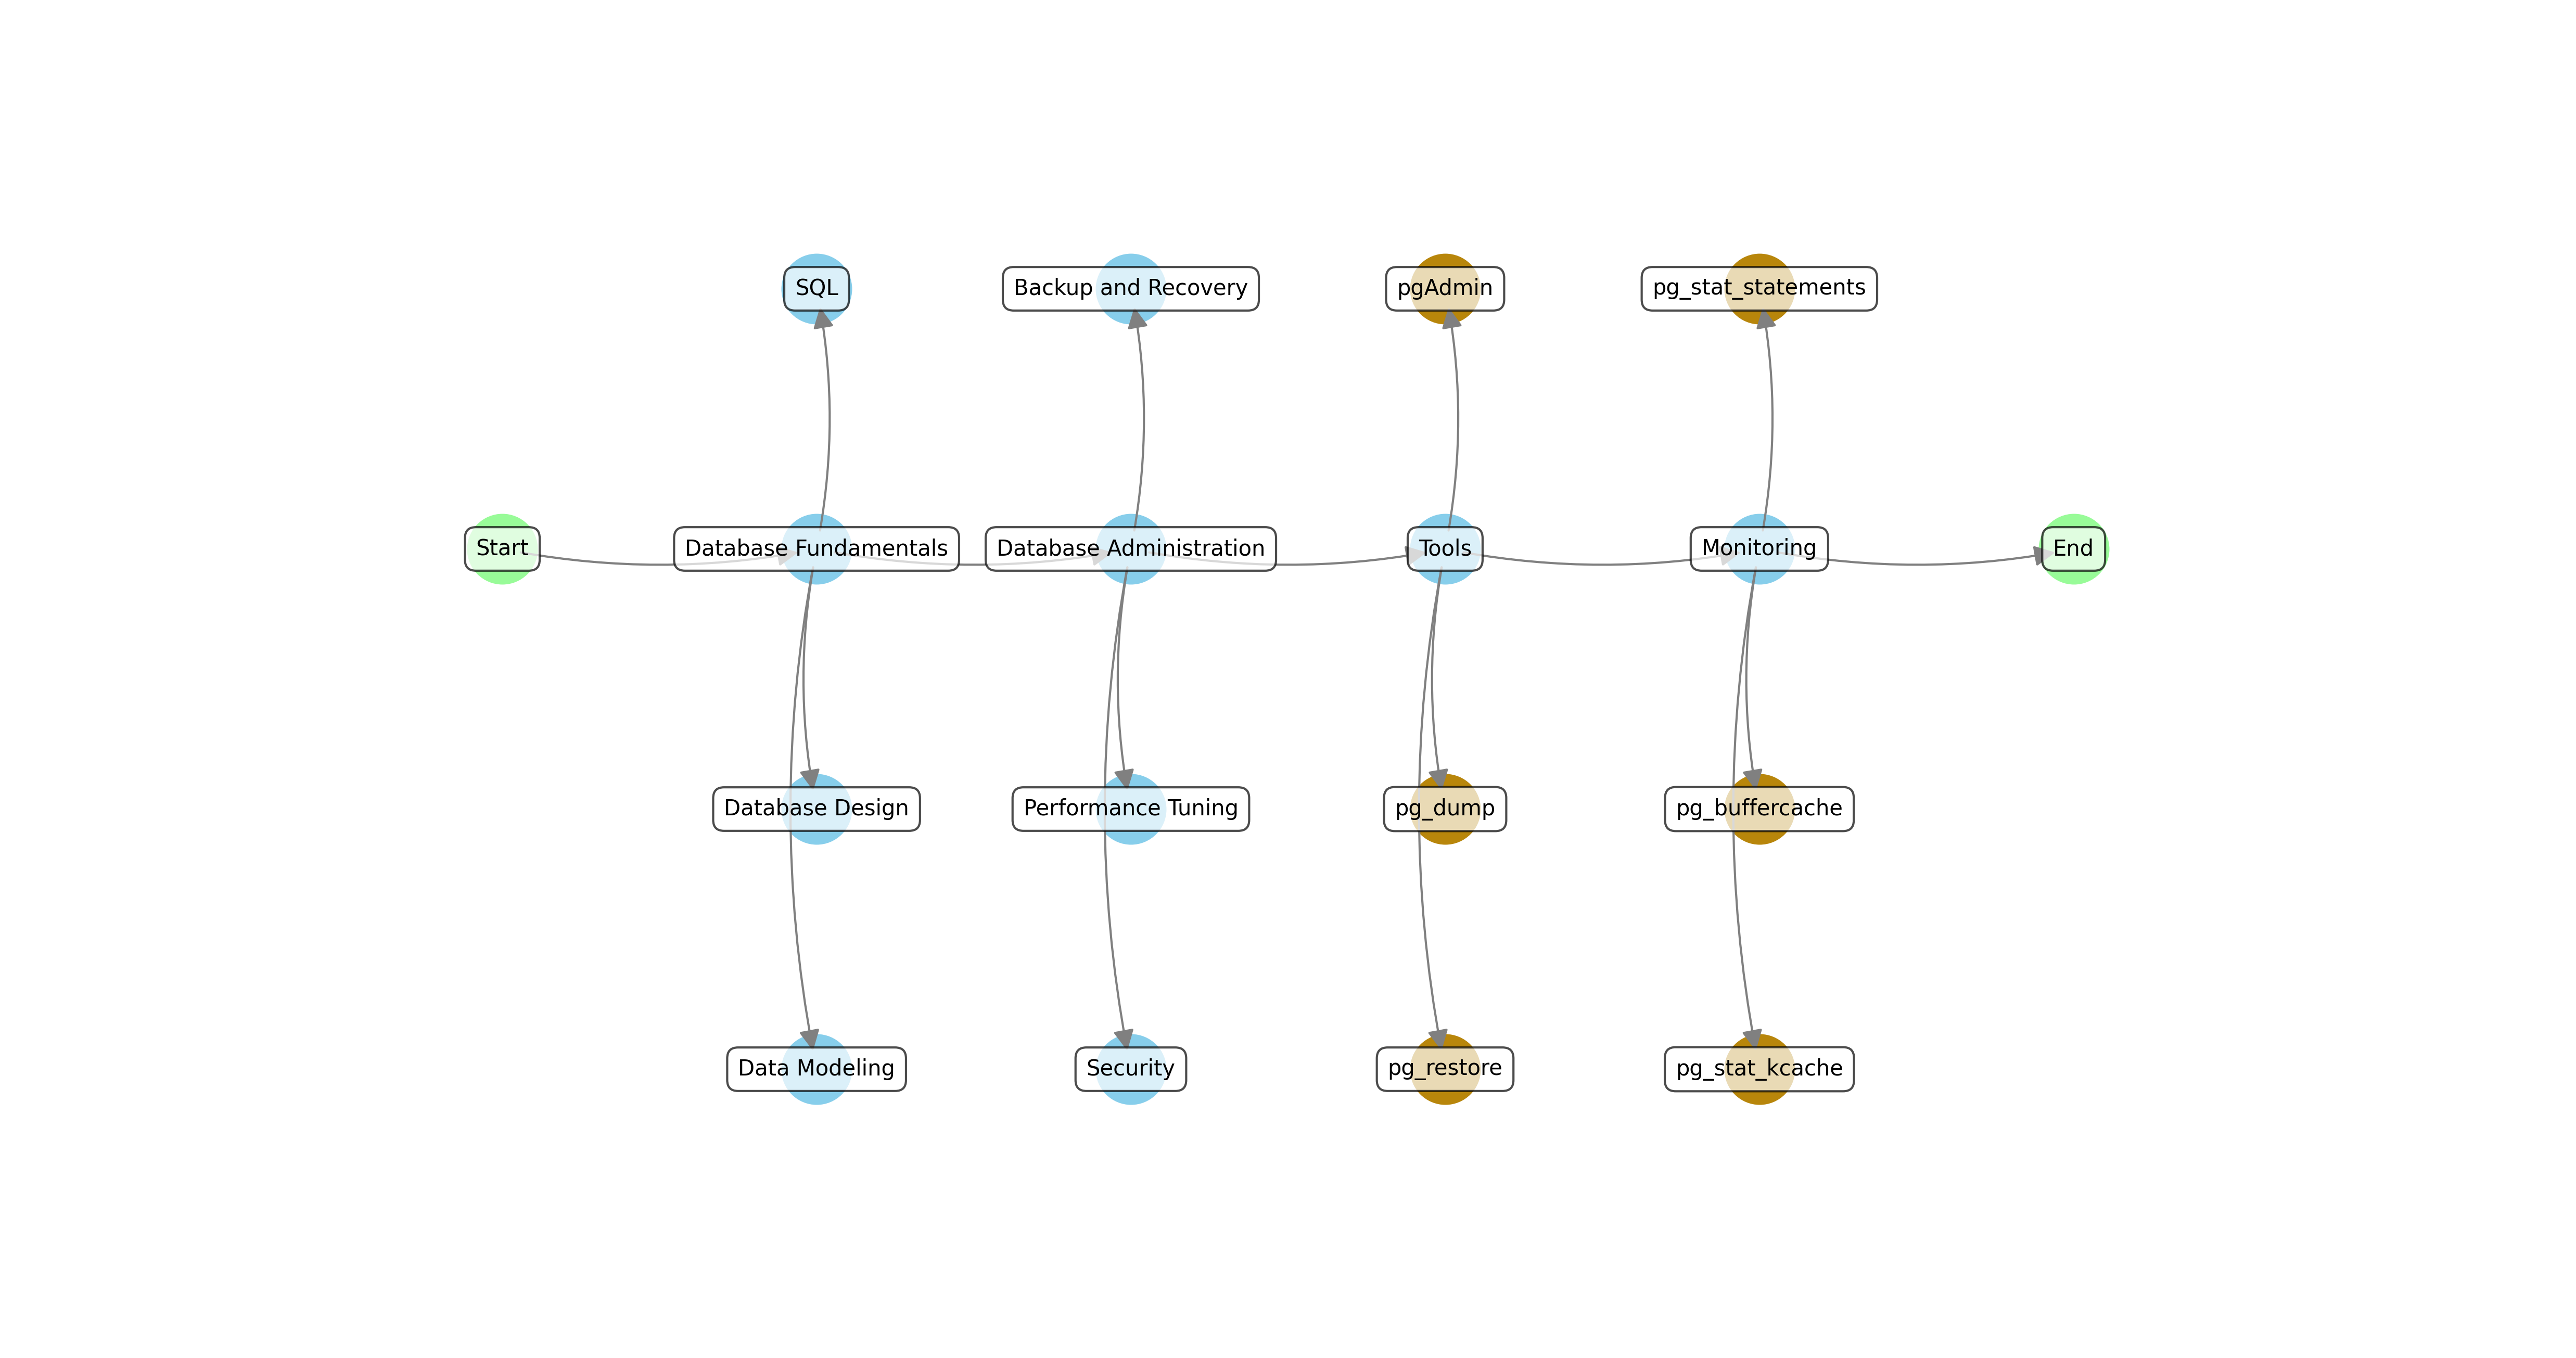 SQL
Backup and Recovery
pgAdmin
pg_stat_statements
Start
Database Fundamentals
Database Administration
Tools
Monitoring
End
Database Design
Performance Tuning
pg_dump
pg_buffercache
Data Modeling
Security
pg_restore
pg_stat_kcache